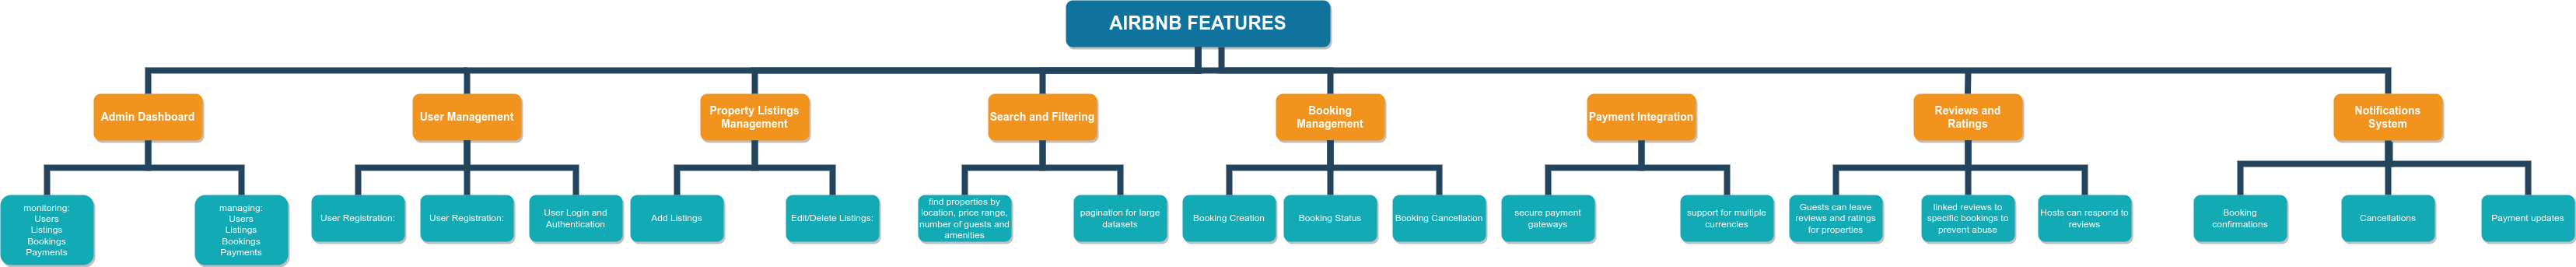 AIRBNB FEATURES
Admin Dashboard
User Management
Property Listings
Management
Search and Filtering
Booking
Management
Payment Integration
Reviews and
Ratings
Notifications
System
monitoring:
Users
Listings
Bookings
Payments
managing:
Users
Listings
Bookings
Payments
User Registration:
User Registration:
User Login and
Authentication
Add Listings
Edit/Delete Listings:
find properties by
location, price range,
number of guests and
amenities
pagination for large
datasets
Booking Creation
Booking Status
Booking Cancellation
secure payment
gateways
support for multiple
currencies
Guests can leave
reviews and ratings
for properties
linked reviews to
specific bookings to
prevent abuse
Hosts can respond to
reviews
Booking
confirmations
Cancellations
Payment updates